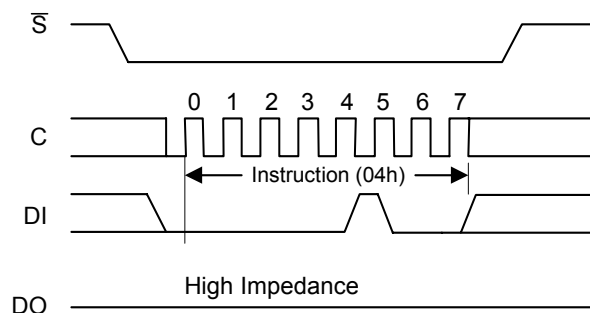 S̅
0 1 2 3 4 5 6 7
C
Instruction (04h)
DI
High Impedance
DO